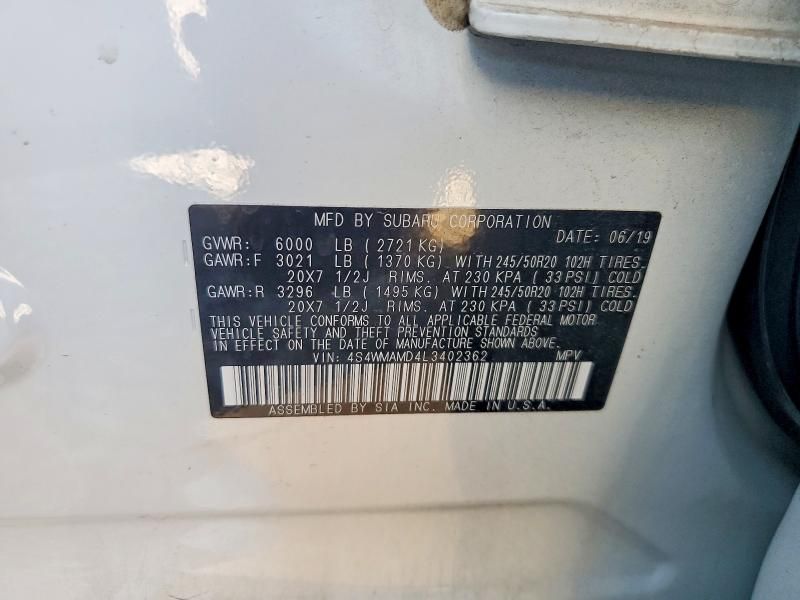 MFD BY SUBARU CORPORATION
DATE: 06/19
GVWR: 6000 LB (2721 KG)
GAWR:F 3021 LB (1370 KG) WITH 245/50R20 102H TIRES.
20X7 1/2J RIMS. AT 230 KPA (33 PSI) COLD
GAWR:R 3296 LB (1495 KG) WITH 245/50R20 102H TIRES.
20X7 1/2J RIMS. AT 230 KPA (33 PSI) COLD
THIS VEHICLE CONFORMS TO ALL APPLICABLE FEDERAL MOTOR
VEHICLE SAFETY AND THEFT PREVENTION STANDARDS
IN EFFECT ON THE DATE OF MANUFACTURE SHOWN ABOVE.
VIN: 4S4WMAMD4L3402362 MPV
ASSEMBLED BY SIA INC. MADE IN U.S.A.